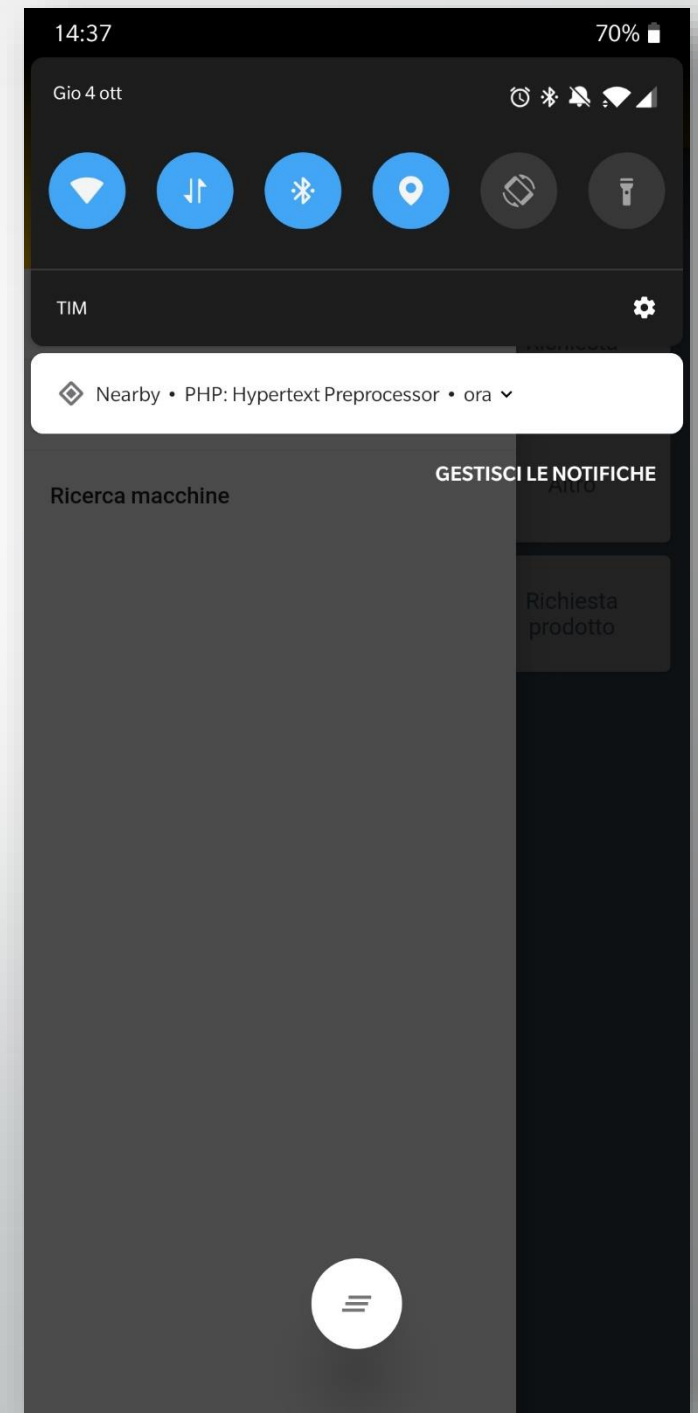 14:37 70%
Gio 4 ott
TIM
Nearby • PHP: Hypertext Preprocessor • ora
GESTISCI LE NOTIFICHE
Altro
Ricerca macchine
Richiesta
prodotto